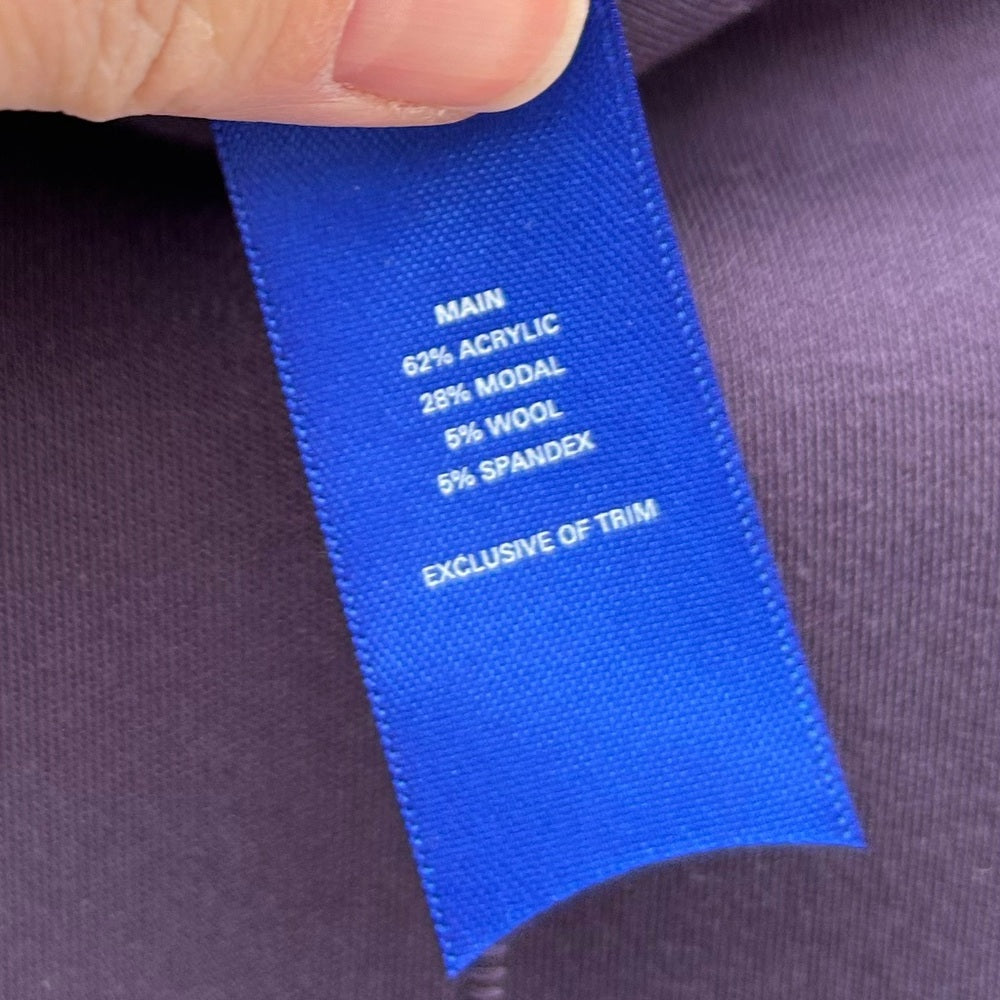 MAIN
62% ACRYLIC
28% MODAL
5% WOOL
5% SPANDEX
EXCLUSIVE OF TRIM